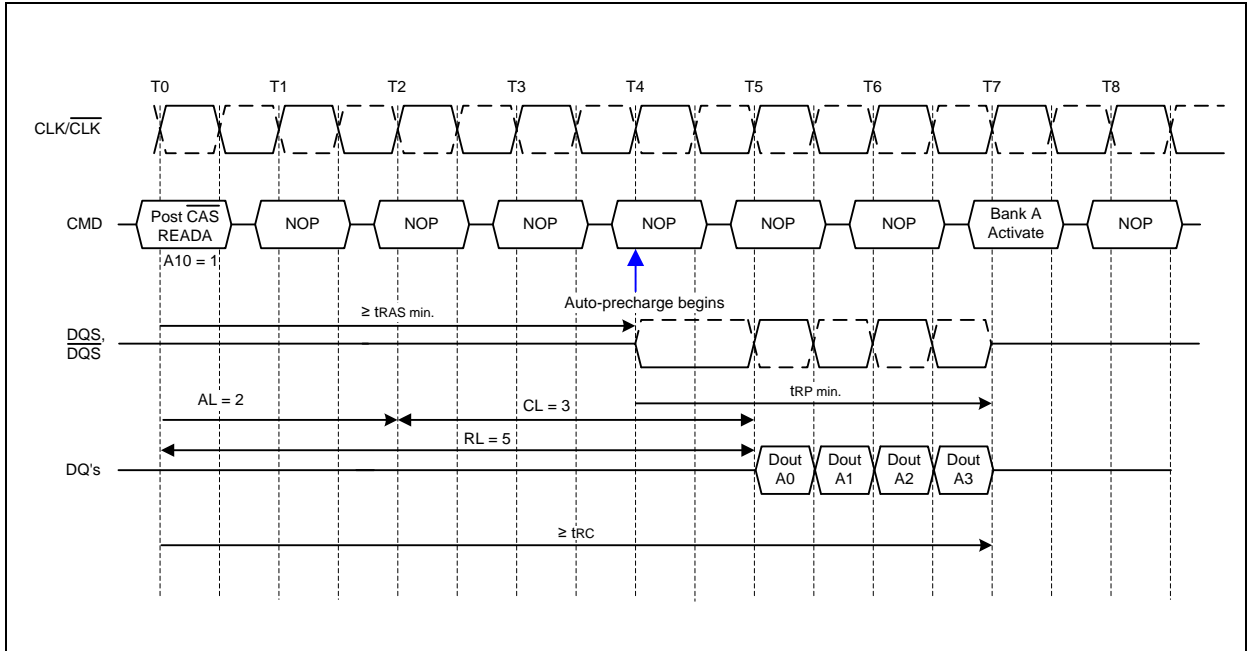 T0 T1 T2 T3 T4 T5 T6 T7 T8
CLK/CLK
CMD
Post CAS
READA
NOP NOP NOP NOP NOP NOP
Bank A
Activate
NOP
A10 = 1
Auto-precharge begins
≥ tRAS min.
DQS,
DQS
tRP min.
AL = 2
CL = 3
RL = 5
DQ's
Dout
A0
Dout
A1
Dout
A2
Dout
A3
≥ tRC